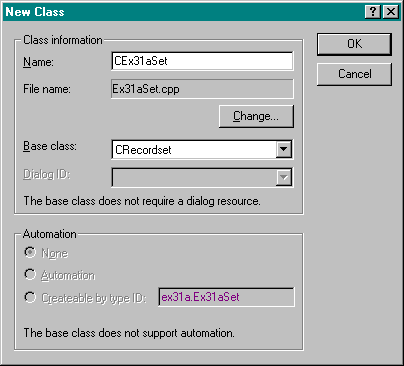 New Class
Class information
Name: CEx31aSet
File name: Ex31aSet.cpp
Change...
Base class: CRecordset
Dialog ID:
The base class does not require a dialog resource.
Automation
None
Automation
Createable by type ID: ex31a.Ex31aSet
The base class does not support automation.
OK
Cancel